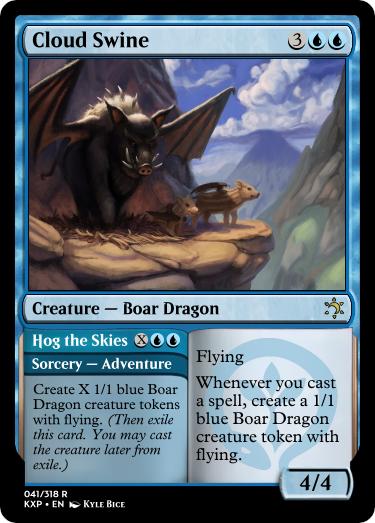 Cloud Swine 3
Creature — Boar Dragon
Hog the Skies X
Sorcery — Adventure
Create X 1/1 blue Boar
Dragon creature tokens
with flying. (Then exile
this card. You may cast
the creature later from
exile.)
Flying
Whenever you cast
a spell, create a 1/1
blue Boar Dragon
creature token with
flying.
4/4
041/318 R
KXP • EN Kyle Bice